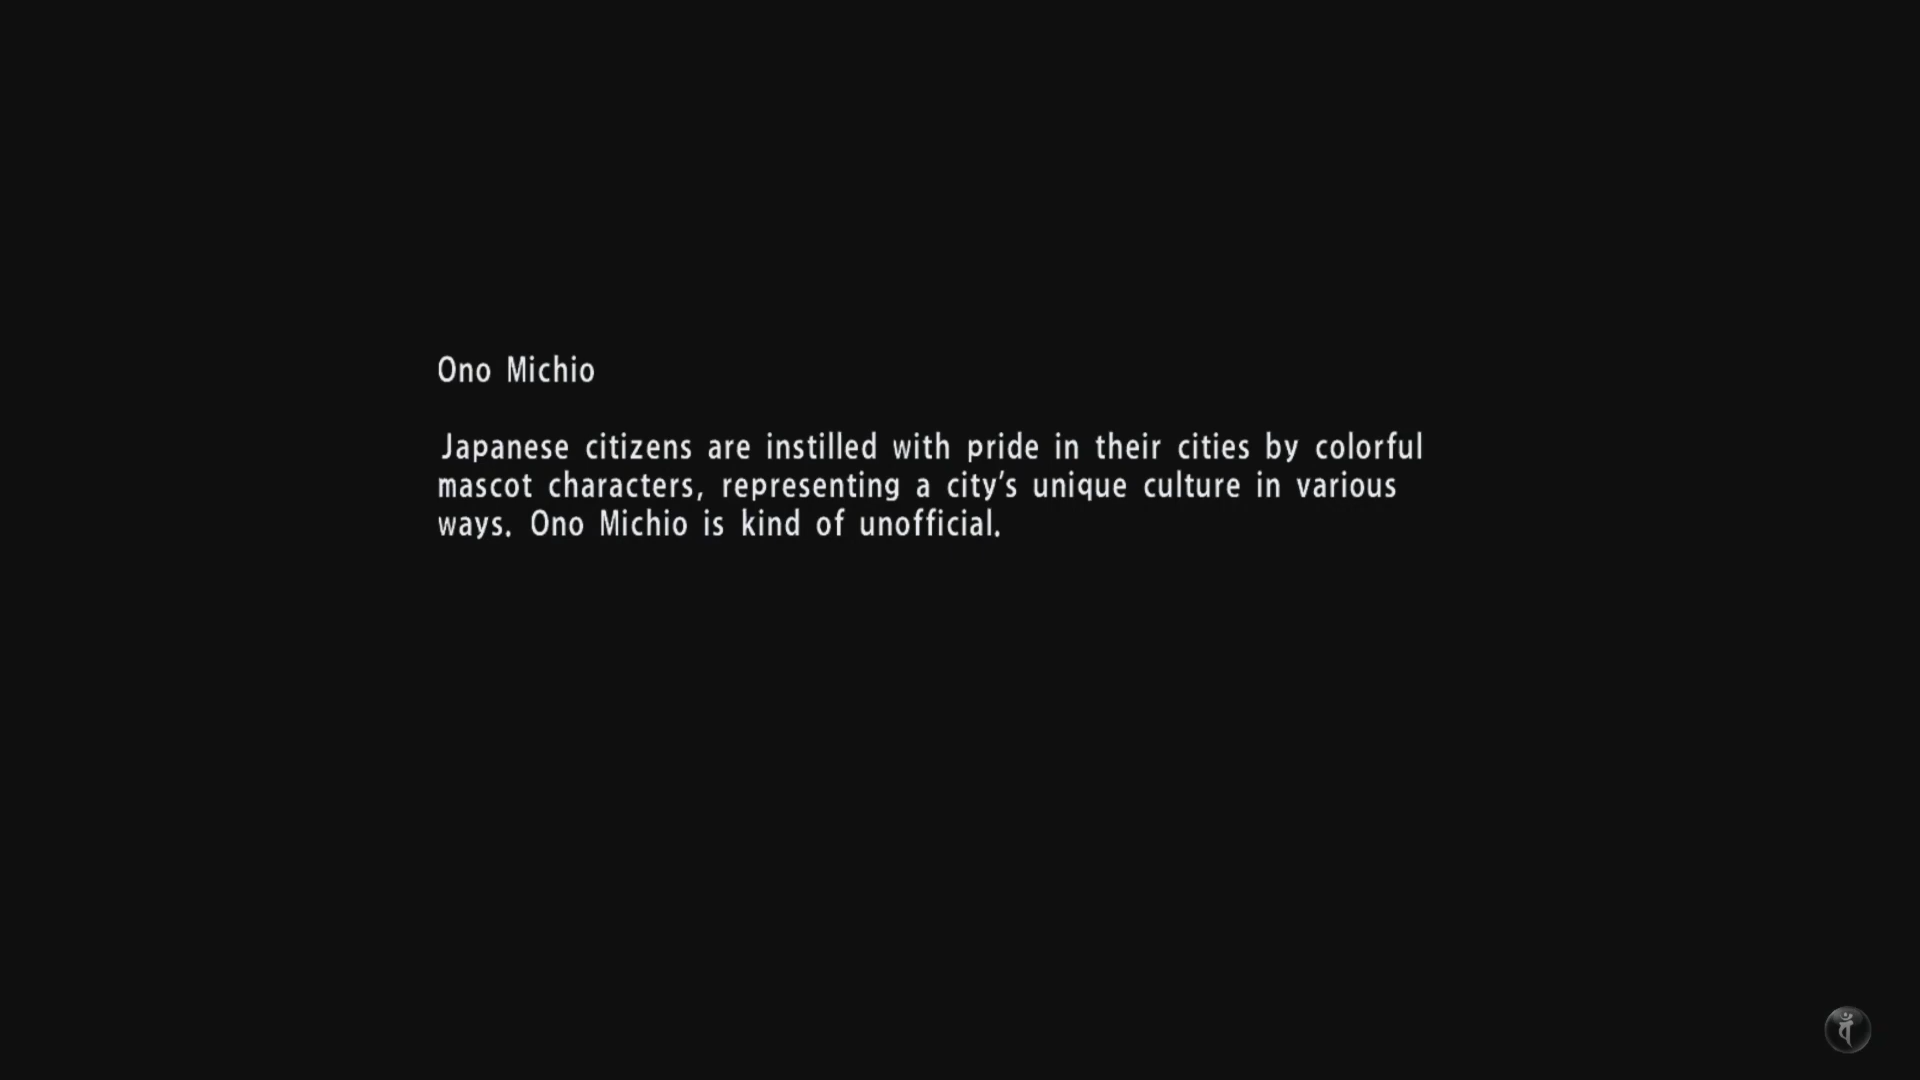 Ono Michio
Japanese citizens are instilled with pride in their cities by colorful
mascot characters, representing a city's unique culture in various
ways. Ono Michio is kind of unofficial.